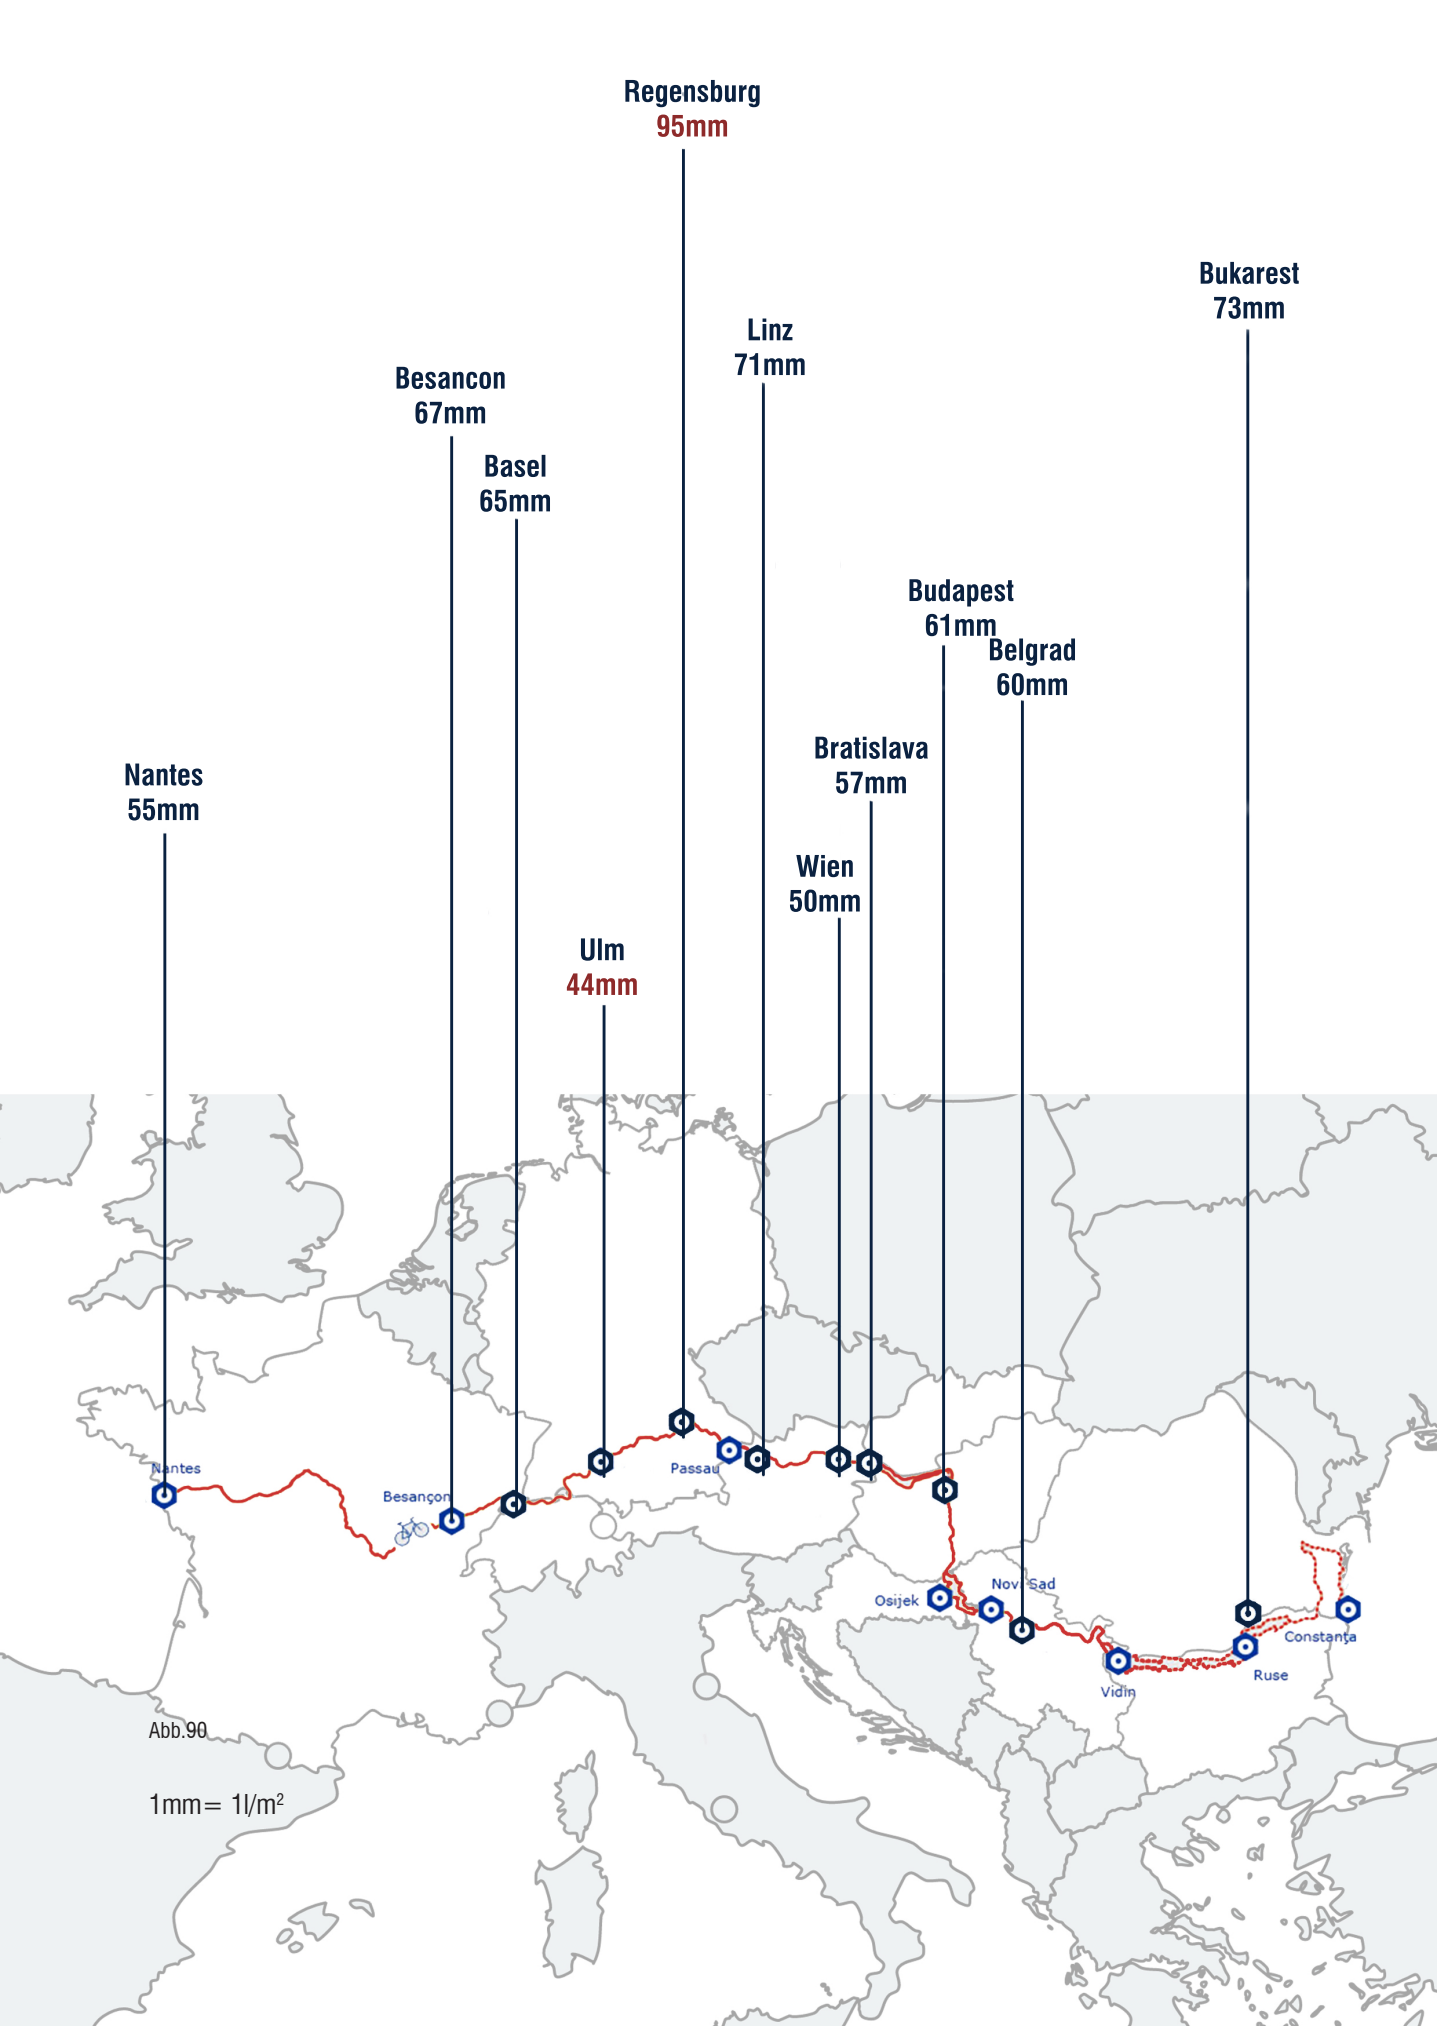 Regensburg
95mm
Bukarest
73mm
Linz
71mm
Besancon
67mm
Basel
65mm
Budapest
61mm
Belgrad
60mm
Bratislava
57mm
Nantes
55mm
Wien
50mm
Ulm
44mm
Nantes
Besançon
Passau
Osijek
Novi Sad
Vidin
Ruse
Constanţa
Abb.90
1mm= 1l/m²